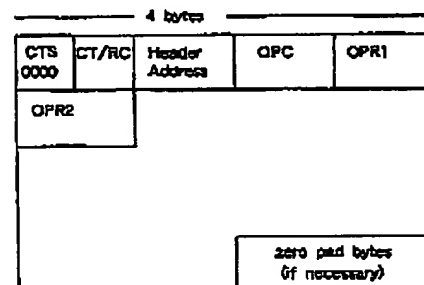 4 bytes
CTS CT/RC Header OPC OPR1
0000 Address
OPR2
zero pad bytes
(if necessary)